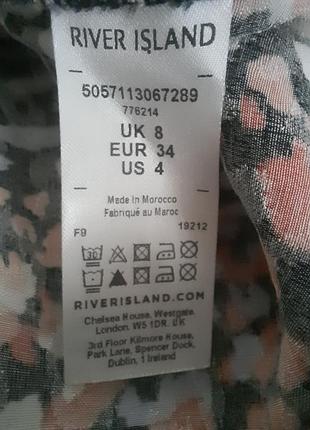 RIVER ISLAND
5057113067289
776214
UK 8
EUR 34
US 4
Made in Morocco
Fabriqué au Maroc
F9 19212
30
RIVERISLAND.COM
Chelsea House, Westgate,
London. W5 1DR. UK
3rd Floor Kilmore House,
Park Lane, Spencer Dock,
Dublin, 1 Ireland